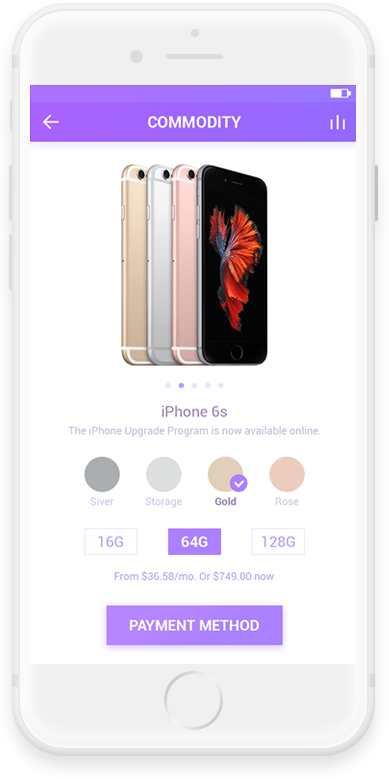 COMMODITY
iPhone 6s
The iPhone Upgrade Program is now available online.
Siver Storage Gold Rose
16G 64G 128G
From $36.58/mo. Or $749.00 now
PAYMENT METHOD